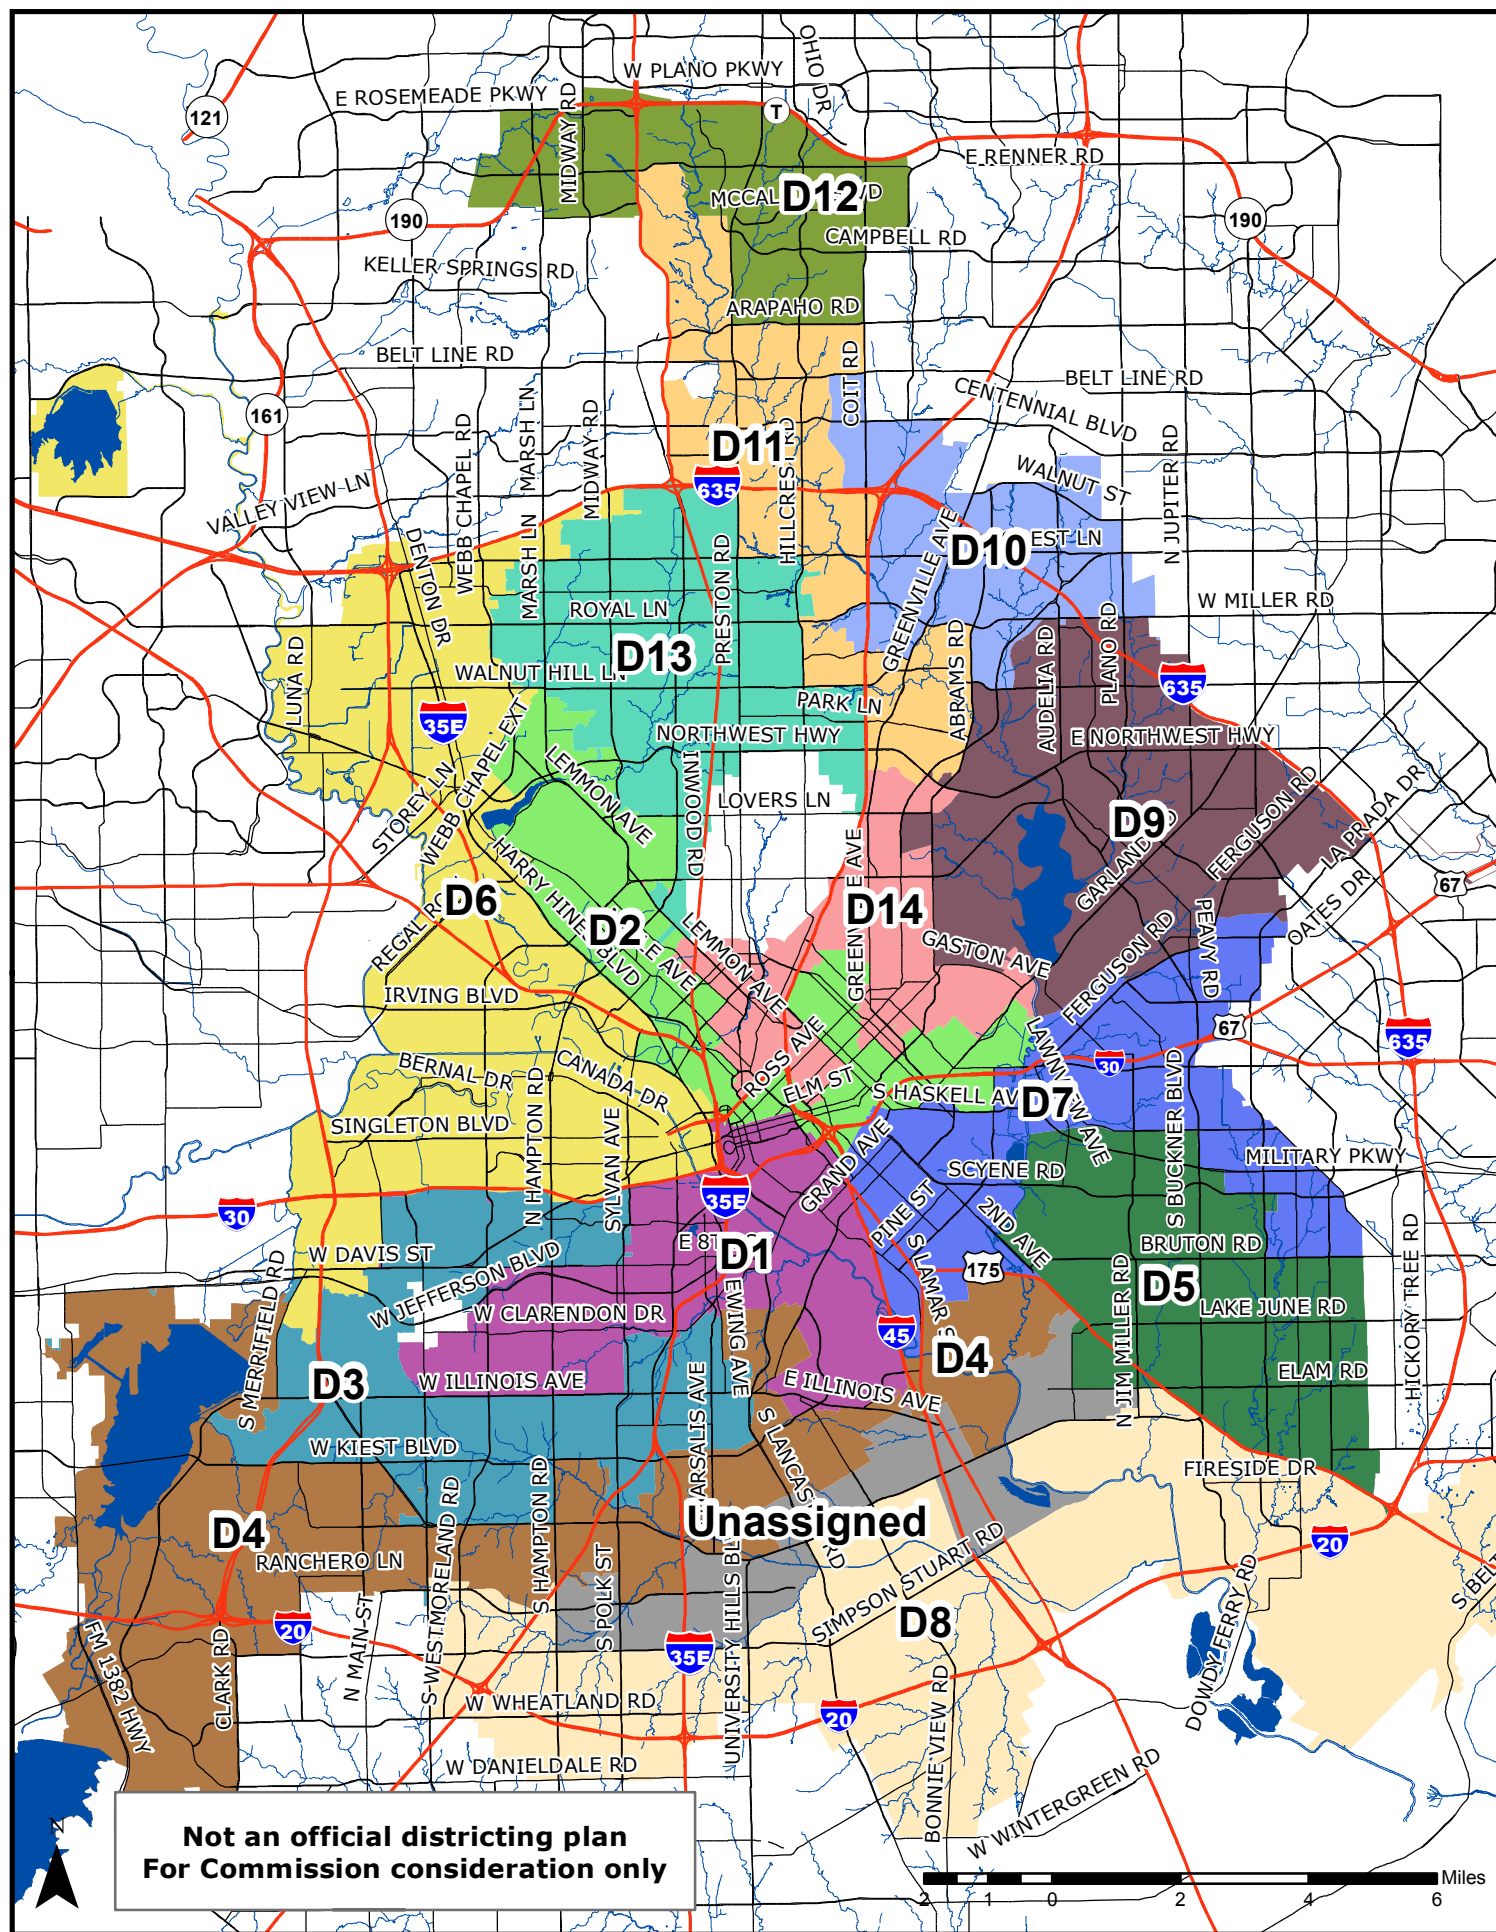 W PLANO PKWY
OHIO DR
E ROSEMEADE PKWY
MIDWAY RD
121
T
E RENNER RD
D12
190
CAMPBELL RD
190
KELLER SPRINGS RD
ARAPAHO RD
BELT LINE RD
COIT RD
BELT LINE RD
161
CENTENNIAL BLVD
WEBB CHAPEL RD
MARSH LN
MIDWAY RD
D11
HILLCREST RD
WALNUT ST
N JUPITER RD
635
VALLEY VIEW LN
MARSH LN
DENTON DR
PRESTON RD
GREENVILLE AVE
D10
EST LN
ROYAL LN
W MILLER RD
LUNA RD
D13
WALNUT HILL LN
ABRAMS RD
AUDELIA RD
PLANO RD
635
35E
PARK LN
WEBB CHAPEL EXT
NORTHWEST HWY
E NORTHWEST HWY
LEMMON AVE
INWOOD RD
STOREY LN
WEBB CHAPEL
LOVERS LN
D9
FERGUSON RD
LA PRADA DR
GARLAND
HARRY HINES BLVD
67
D6
REGAL RO
D2
LEMMON AVE
D14
GASTON AVE
OATES DR
PEAVY RD
FERGUSON RD
IRVING BLVD
67
635
BERNAL DR
CANADA DR
ROSS AVE
ELM ST
30
S HASKELL AV
D7
SINGLETON BLVD
N HAMPTON RD
SYLVAN AVE
GRAND AVE
S BUCKNER BLVD
SCYENE RD
MILITARY PKWY
30
35E
PINE ST
2ND AVE
W DAVIS ST
W JEFFERSON BLVD
E 8TH S
D1
S LAMAR S
175
BRUTON RD
D5
S MERRIFIELD RD
EWING AVE
N JIM MILLER RD
LAKE JUNE RD
HICKORY TREE RD
W CLARENDON DR
45
D4
D3
W ILLINOIS AVE
E ILLINOIS AVE
ELAM RD
W KIEST BLVD
FIRESIDE DR
Unassigned
D4
RANCHERO LN
S WESTMORELAND RD
S HAMPTON RD
S POLK ST
SIMPSON STUART RD
20
20
N MAIN ST
35E
UNIVERSITY HILLS BL
D8
DOWDY FERRY RD
S BELT
FM 1382 HWY
CLARK RD
W WHEATLAND RD
20
BONNIE VIEW RD
W DANIELDALE RD
W WINTERGREEN RD
N
Not an official districting plan
For Commission consideration only
2 1 0 2 4 6
Miles